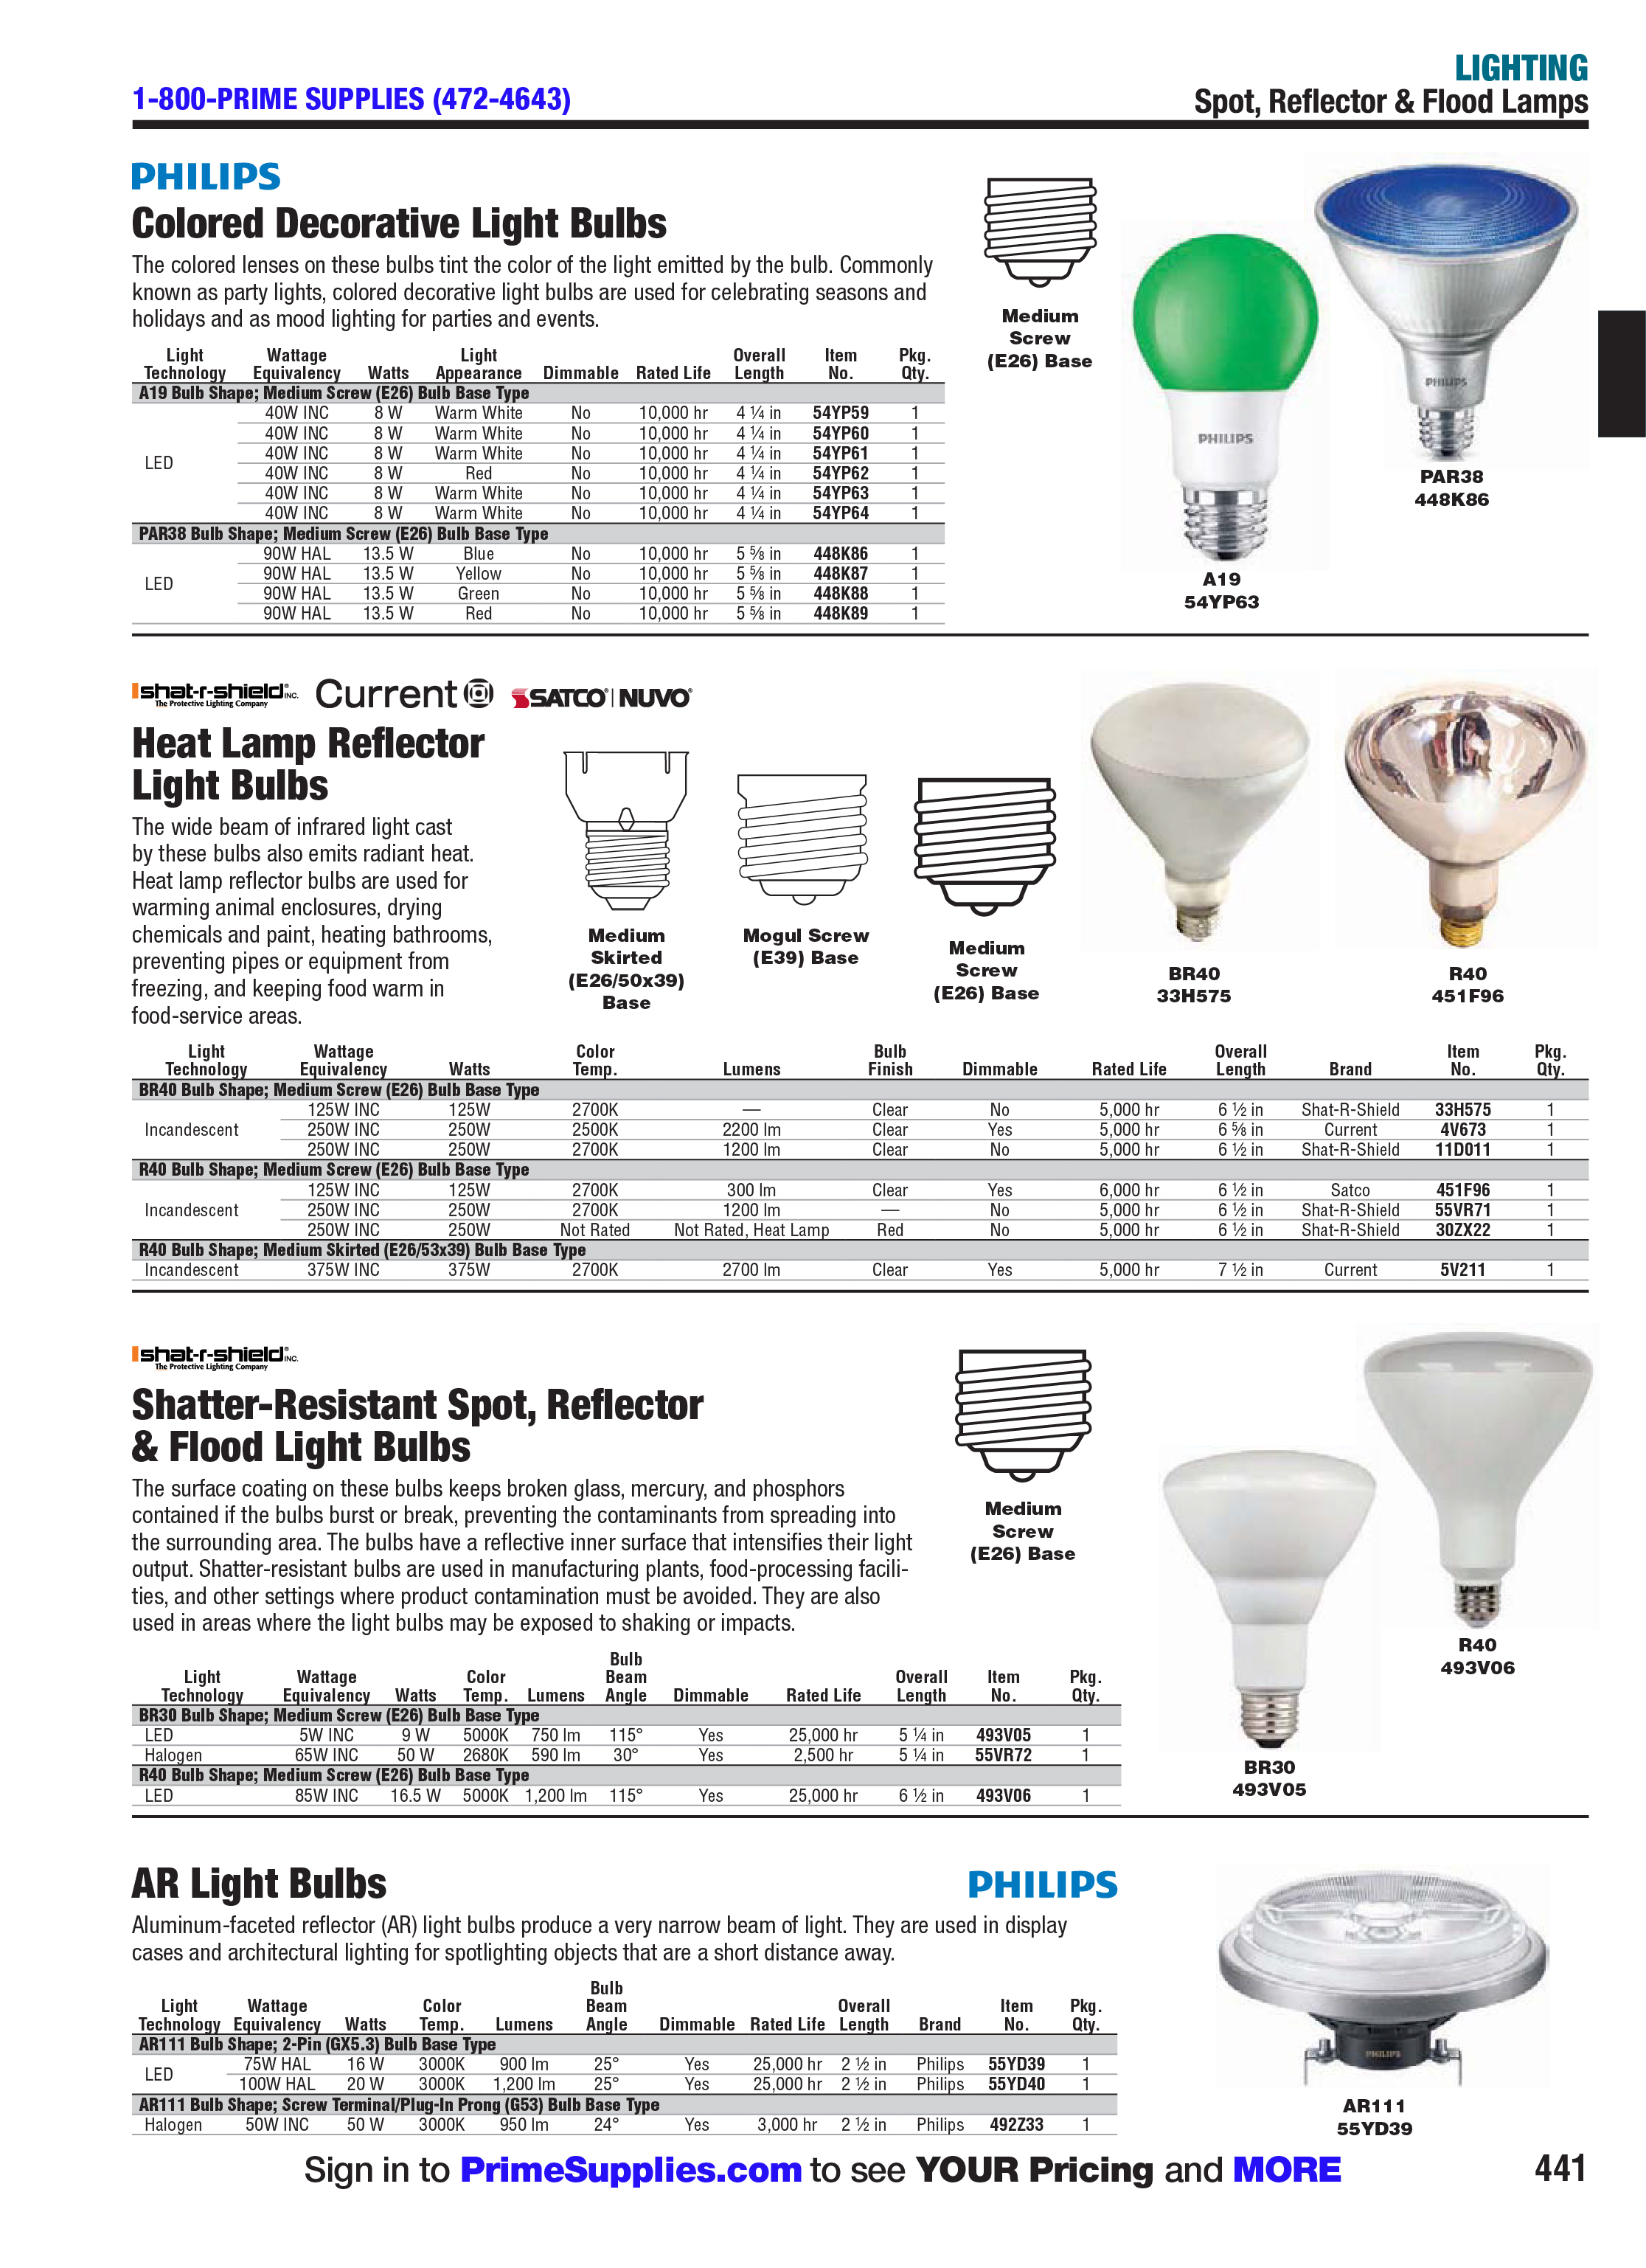 LIGHTING
1-800-PRIME SUPPLIES (472-4643)
Spot, Reflector & Flood Lamps
PHILIPS
Colored Decorative Light Bulbs
The colored lenses on these bulbs tint the color of the light emitted by the bulb. Commonly
known as party lights, colored decorative light bulbs are used for celebrating seasons and
holidays and as mood lighting for parties and events.
Light Technology Wattage Equivalency Watts Light Appearance Dimmable Rated Life Overall Length Item No. Pkg. Qty.
A19 Bulb Shape; Medium Screw (E26) Bulb Base Type
LED
40W INC 8 W Warm White No 10,000 hr 4 ¼ in 54YP59 1
40W INC 8 W Warm White No 10,000 hr 4 ¼ in 54YP60 1
40W INC 8 W Warm White No 10,000 hr 4 ¼ in 54YP61 1
40W INC 8 W Red No 10,000 hr 4 ¼ in 54YP62 1
40W INC 8 W Warm White No 10,000 hr 4 ¼ in 54YP63 1
40W INC 8 W Warm White No 10,000 hr 4 ¼ in 54YP64 1
PAR38 Bulb Shape; Medium Screw (E26) Bulb Base Type
LED
90W HAL 13.5 W Blue No 10,000 hr 5 ⅝ in 448K86 1
90W HAL 13.5 W Yellow No 10,000 hr 5 ⅝ in 448K87 1
90W HAL 13.5 W Green No 10,000 hr 5 ⅝ in 448K88 1
90W HAL 13.5 W Red No 10,000 hr 5 ⅝ in 448K89 1
Medium
Screw
(E26) Base
PHILIPS
A19
54YP63
PHILIPS
PAR38
448K86
shat-r-shield® INC.
The Protective Lighting Company
Current
SATCO® | NUVO®
Heat Lamp Reflector
Light Bulbs
The wide beam of infrared light cast
by these bulbs also emits radiant heat.
Heat lamp reflector bulbs are used for
warming animal enclosures, drying
chemicals and paint, heating bathrooms,
preventing pipes or equipment from
freezing, and keeping food warm in
food-service areas.
Medium
Skirted
(E26/50x39)
Base
Mogul Screw
(E39) Base
Medium
Screw
(E26) Base
BR40
33H575
R40
451F96
Light Technology Wattage Equivalency Watts Color Temp. Lumens Bulb Finish Dimmable Rated Life Overall Length Brand Item No. Pkg. Qty.
BR40 Bulb Shape; Medium Screw (E26) Bulb Base Type
Incandescent
125W INC 125W 2700K — Clear No 5,000 hr 6 ½ in Shat-R-Shield 33H575 1
250W INC 250W 2500K 2200 lm Clear Yes 5,000 hr 6 ⅝ in Current 4V673 1
250W INC 250W 2700K 1200 lm Clear No 5,000 hr 6 ½ in Shat-R-Shield 11D011 1
R40 Bulb Shape; Medium Screw (E26) Bulb Base Type
Incandescent
125W INC 125W 2700K 300 lm Clear Yes 6,000 hr 6 ½ in Satco 451F96 1
250W INC 250W 2700K 1200 lm — No 5,000 hr 6 ½ in Shat-R-Shield 55VR71 1
250W INC 250W Not Rated Not Rated, Heat Lamp Red No 5,000 hr 6 ½ in Shat-R-Shield 30ZX22 1
R40 Bulb Shape; Medium Skirted (E26/53x39) Bulb Base Type
Incandescent 375W INC 375W 2700K 2700 lm Clear Yes 5,000 hr 7 ½ in Current 5V211 1
shat-r-shield® INC.
The Protective Lighting Company
Shatter-Resistant Spot, Reflector
& Flood Light Bulbs
The surface coating on these bulbs keeps broken glass, mercury, and phosphors
contained if the bulbs burst or break, preventing the contaminants from spreading into
the surrounding area. The bulbs have a reflective inner surface that intensifies their light
output. Shatter-resistant bulbs are used in manufacturing plants, food-processing facili-
ties, and other settings where product contamination must be avoided. They are also
used in areas where the light bulbs may be exposed to shaking or impacts.
Medium
Screw
(E26) Base
R40
493V06
BR30
493V05
Light Technology Wattage Equivalency Watts Color Temp. Lumens Bulb Beam Angle Dimmable Rated Life Overall Length Item No. Pkg. Qty.
BR30 Bulb Shape; Medium Screw (E26) Bulb Base Type
LED 5W INC 9 W 5000K 750 lm 115° Yes 25,000 hr 5 ¼ in 493V05 1
Halogen 65W INC 50 W 2680K 590 lm 30° Yes 2,500 hr 5 ¼ in 55VR72 1
R40 Bulb Shape; Medium Screw (E26) Bulb Base Type
LED 85W INC 16.5 W 5000K 1,200 lm 115° Yes 25,000 hr 6 ½ in 493V06 1
AR Light Bulbs
PHILIPS
Aluminum-faceted reflector (AR) light bulbs produce a very narrow beam of light. They are used in display
cases and architectural lighting for spotlighting objects that are a short distance away.
Light Technology Wattage Equivalency Watts Color Temp. Lumens Bulb Beam Angle Dimmable Rated Life Overall Length Brand Item No. Pkg. Qty.
AR111 Bulb Shape; 2-Pin (GX5.3) Bulb Base Type
LED
75W HAL 16 W 3000K 900 lm 25° Yes 25,000 hr 2 ½ in Philips 55YD39 1
100W HAL 20 W 3000K 1,200 lm 25° Yes 25,000 hr 2 ½ in Philips 55YD40 1
AR111 Bulb Shape; Screw Terminal/Plug-In Prong (G53) Bulb Base Type
Halogen 50W INC 50 W 3000K 950 lm 24° Yes 3,000 hr 2 ½ in Philips 492Z33 1
PHILIPS
AR111
55YD39
Sign in to PrimeSupplies.com to see YOUR Pricing and MORE
441